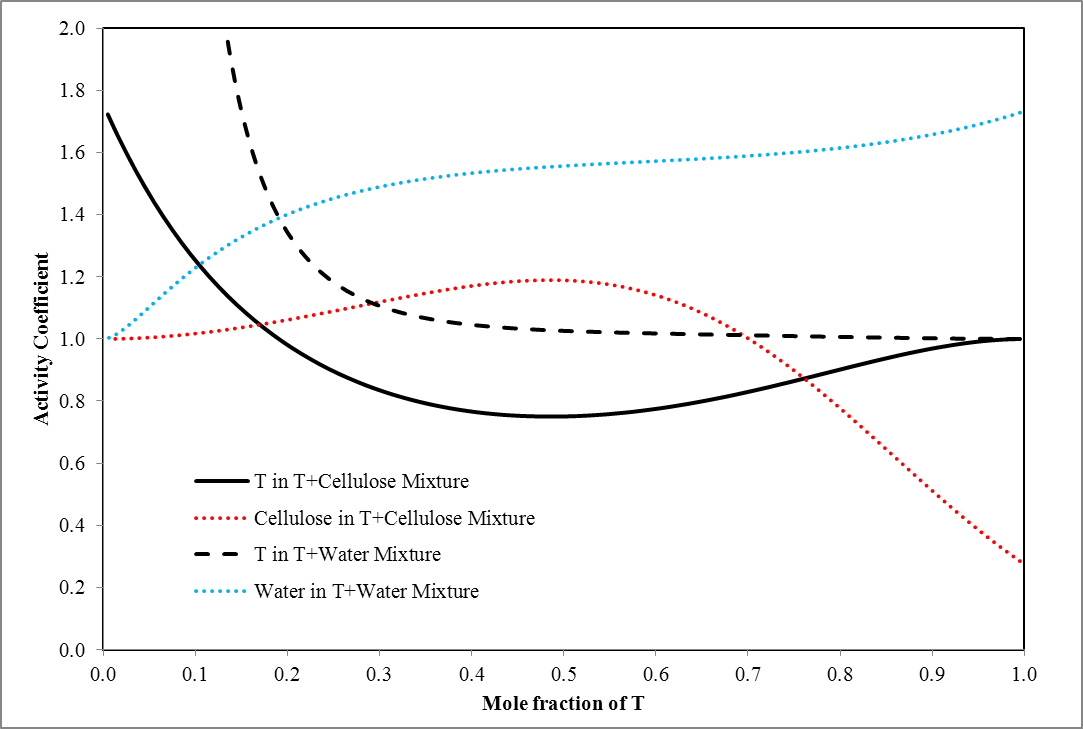 2.0
1.8
1.6
1.4
1.2
1.0
0.8
0.6
0.4
0.2
0.0
Activity Coefficient
T in T+Cellulose Mixture
Cellulose in T+Cellulose Mixture
T in T+Water Mixture
Water in T+Water Mixture
0.0 0.1 0.2 0.3 0.4 0.5 0.6 0.7 0.8 0.9 1.0
Mole fraction of T